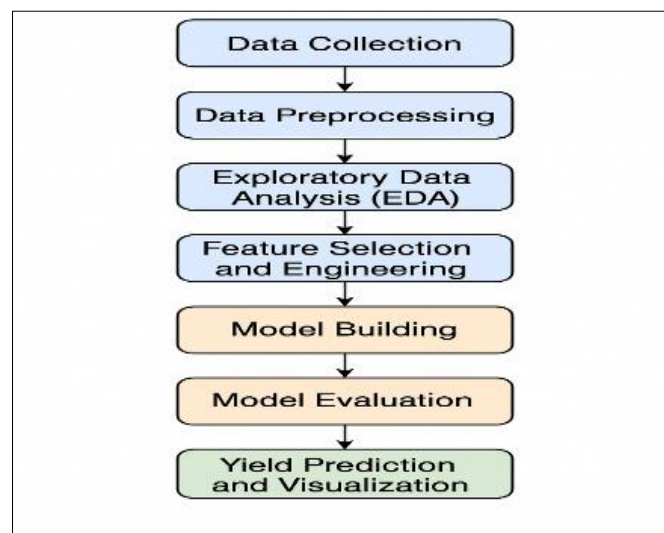 Data Collection
Data Preprocessing
Exploratory Data
Analysis (EDA)
Feature Selection
and Engineering
Model Building
Model Evaluation
Yield Prediction
and Visualization